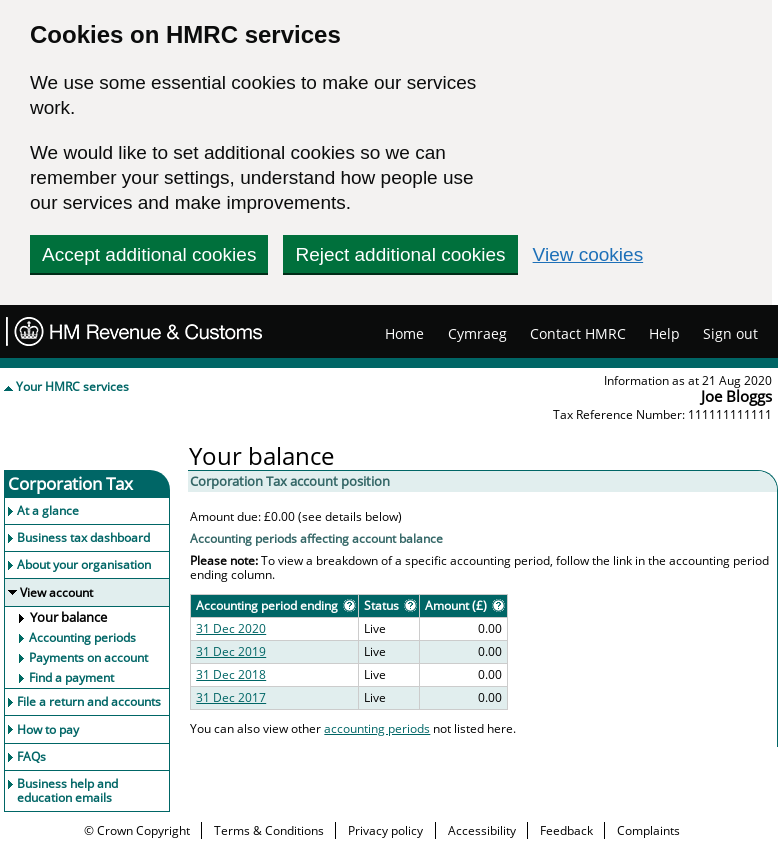 Cookies on HMRC services
We use some essential cookies to make our services
work.
We would like to set additional cookies so we can
remember your settings, understand how people use
our services and make improvements.
Accept additional cookies Reject additional cookies View cookies
HM Revenue & Customs Home Cymraeg Contact HMRC Help Sign out
Your HMRC services
Information as at 21 Aug 2020
Joe Bloggs
Tax Reference Number: 111111111111
Corporation Tax
At a glance
Business tax dashboard
About your organisation
View account
Your balance
Accounting periods
Payments on account
Find a payment
File a return and accounts
How to pay
FAQs
Business help and
education emails
Your balance
Corporation Tax account position
Amount due: £0.00 (see details below)
Accounting periods affecting account balance
Please note: To view a breakdown of a specific accounting period, follow the link in the accounting period
ending column.
Accounting period ending ? Status ? Amount (£) ?
31 Dec 2020 Live 0.00
31 Dec 2019 Live 0.00
31 Dec 2018 Live 0.00
31 Dec 2017 Live 0.00
You can also view other accounting periods not listed here.
© Crown Copyright Terms & Conditions Privacy policy Accessibility Feedback Complaints